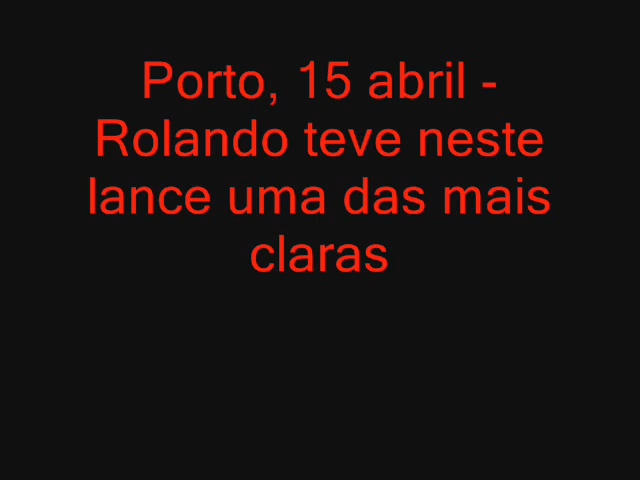 Porto, 15 abril -
Rolando teve neste
lance uma das mais
claras